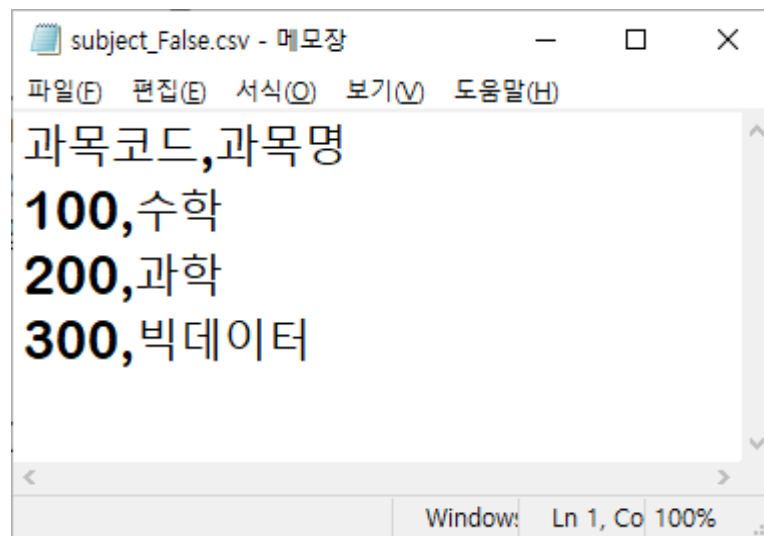 subject_False.csv - 메모장
파일(F) 편집(E) 서식(O) 보기(V) 도움말(H)
과목코드,과목명
100,수학
200,과학
300,빅데이터
Windows Ln 1, Co 100%